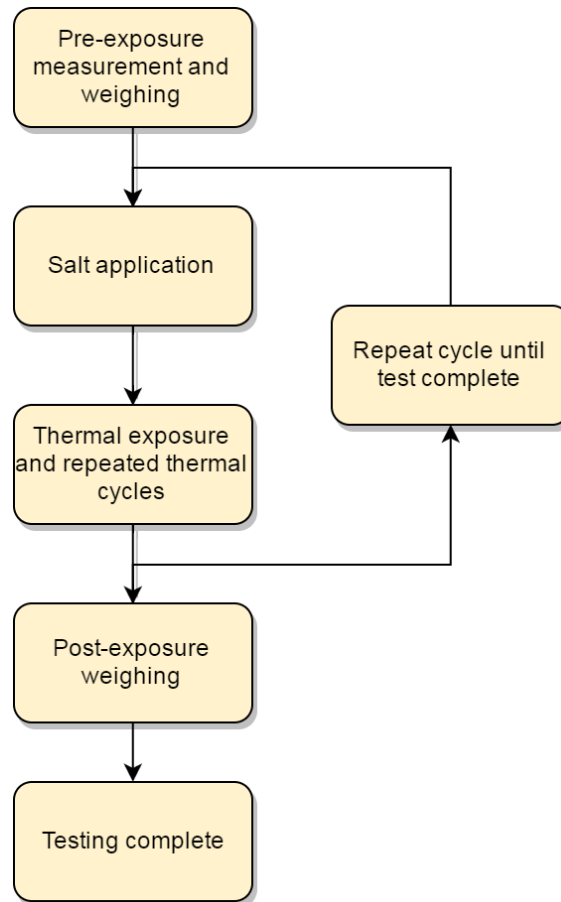 Pre-exposure
measurement and
weighing
Salt application
Repeat cycle until
test complete
Thermal exposure
and repeated thermal
cycles
Post-exposure
weighing
Testing complete